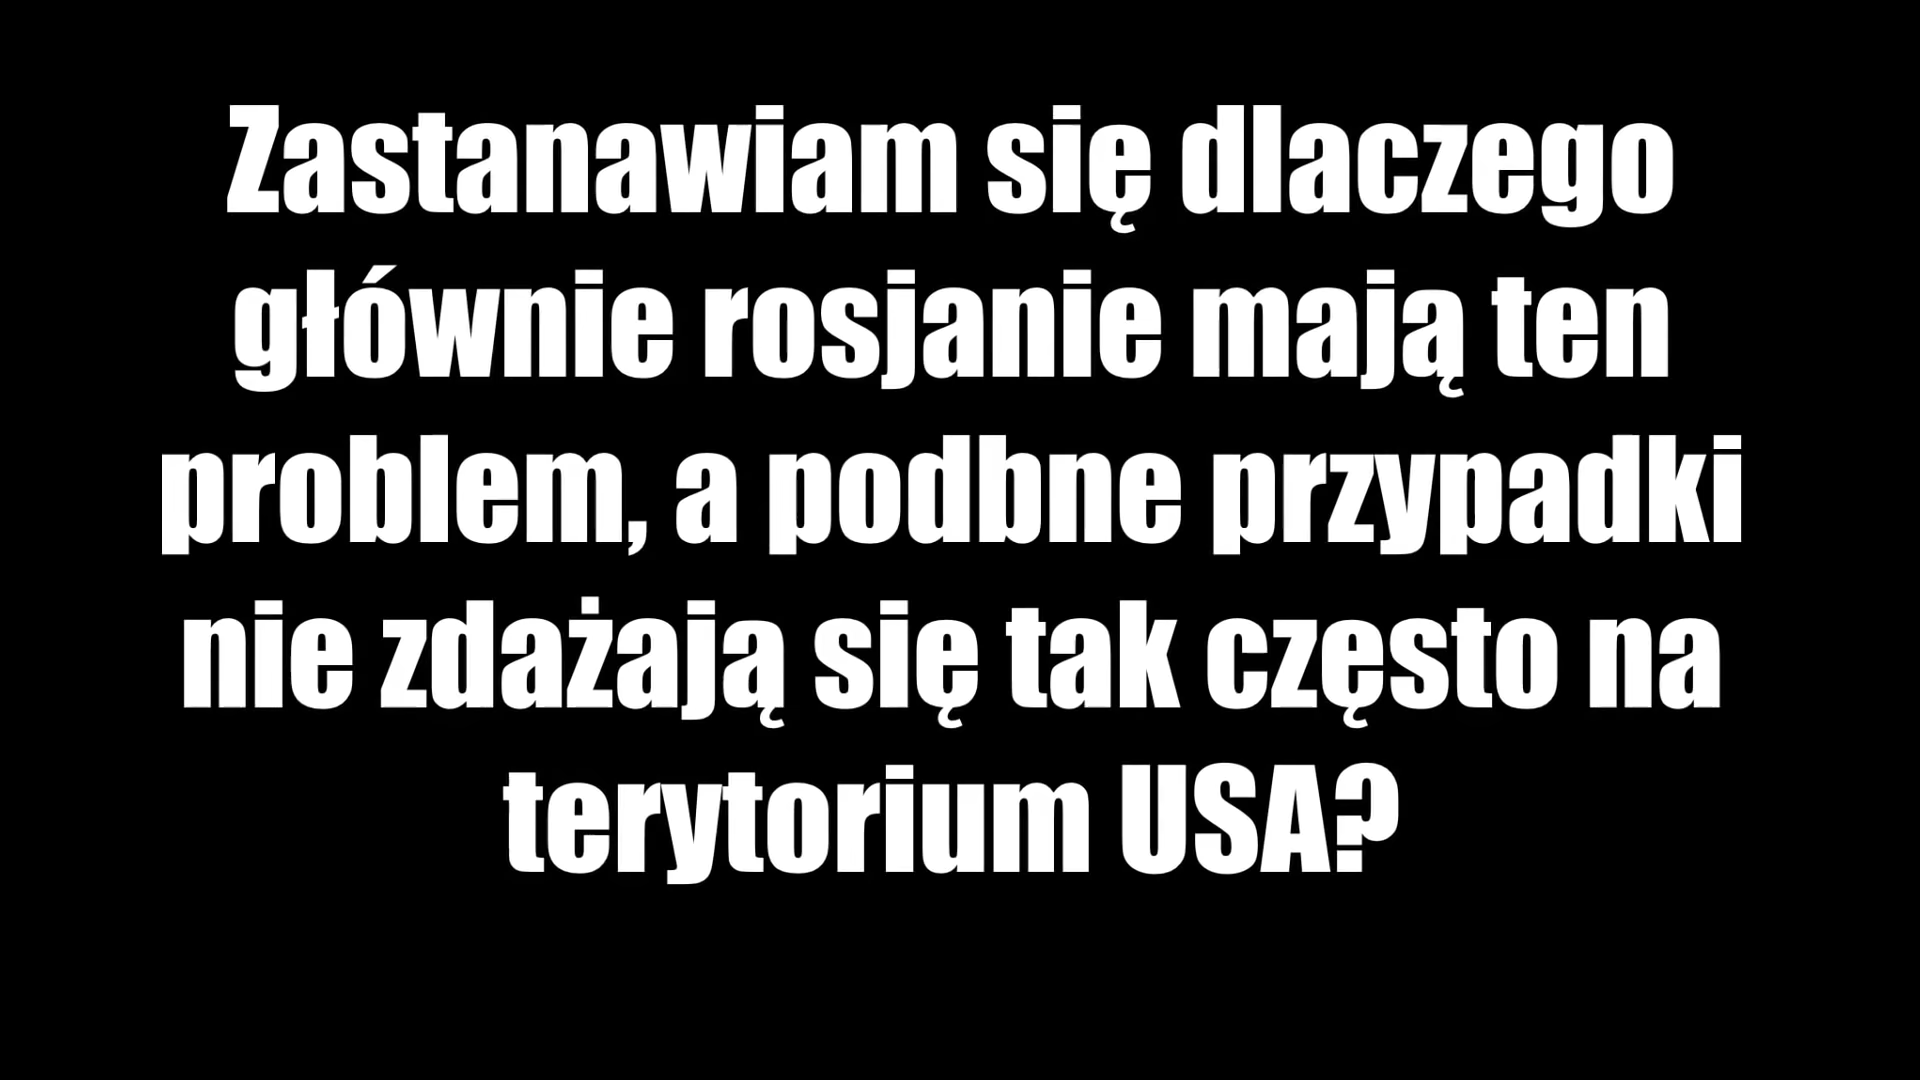 Zastanawiam się dlaczego
głównie rosjanie mają ten
problem, a podbne przypadki
nie zdażają się tak często na
terytorium USA?